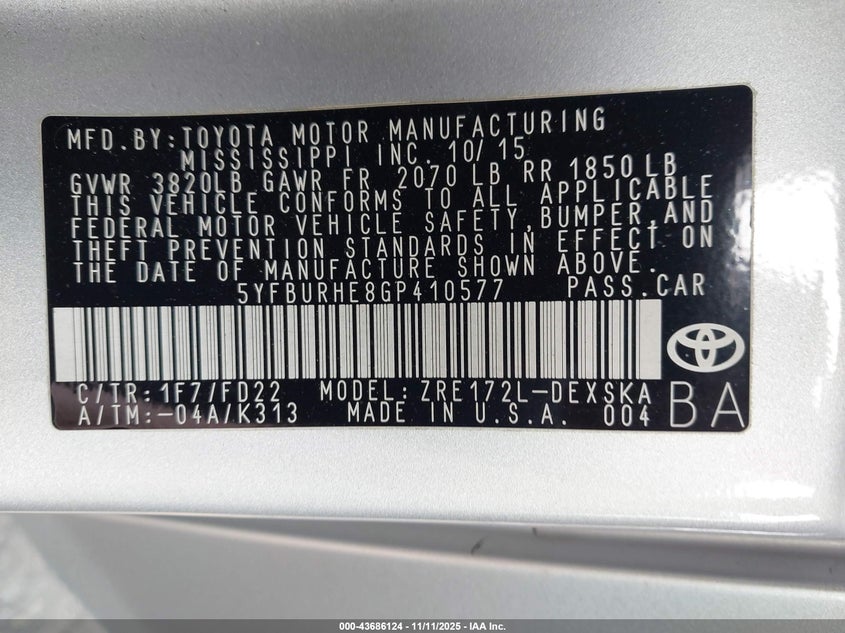 MFD.BY:TOYOTA MOTOR MANUFACTURING
MISSISSIPPI INC. 10/15
GVWR 3820LB GAWR FR 2070 LB RR 1850 LB
THIS VEHICLE CONFORMS TO ALL APPLICABLE
FEDERAL MOTOR VEHICLE SAFETY,BUMPER,AND
THEFT PREVENTION STANDARDS IN EFFECT ON
THE DATE OF MANUFACTURE SHOWN ABOVE.
5YFBURHE8GP410577 PASS.CAR
C/TR:1F7/FD22 MODEL:ZRE172L-DEXSKA
A/TM:-04A/K313 MADE IN U.S.A. 004
BA
000-43686124 - 11/11/2025 - IAA Inc.